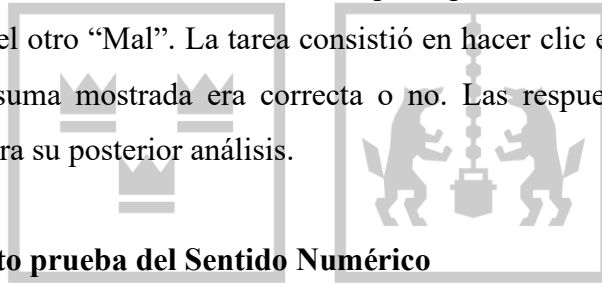 el otro “Mal”. La tarea consistió en hacer clic
suma mostrada era correcta o no. Las
ra su posterior análisis.
to prueba del Sentido Numérico